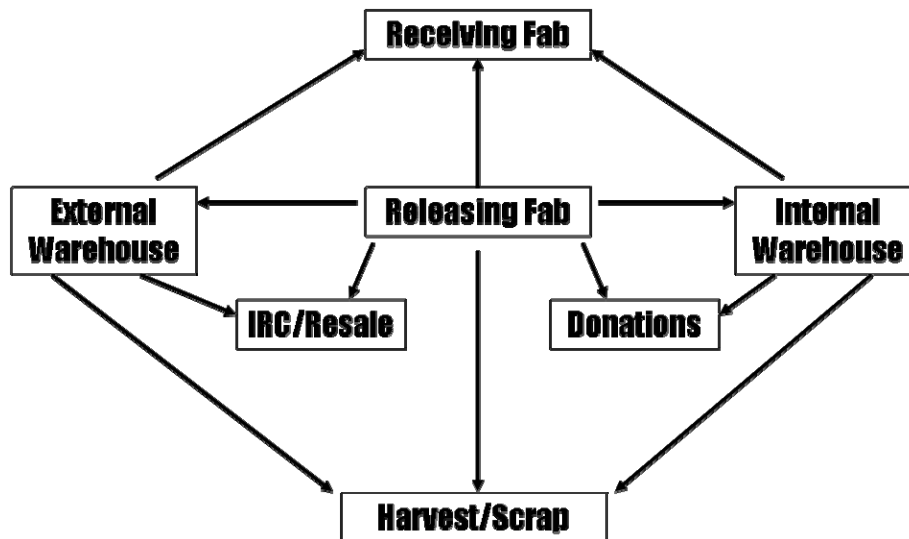 Receiving Fab
External
Warehouse
Releasing Fab
Internal
Warehouse
IRC/Resale
Donations
Harvest/Scrap